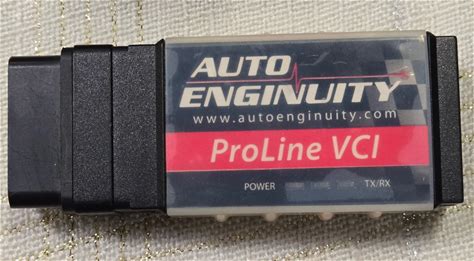 AUTO
ENGINUITY
www.autoenginuity.com
ProLine VCI
POWER TX/RX